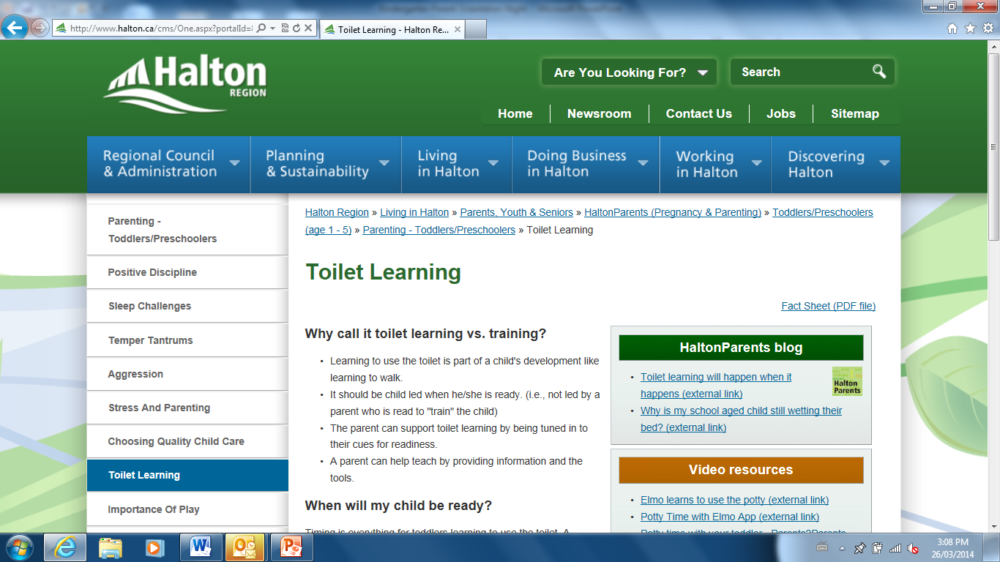 http://www.halton.ca/cms/One.aspx?portalId=
Toilet Learning - Halton Re...
Halton
REGION
Are You Looking For?
Search
Home
Newsroom
Contact Us
Jobs
Sitemap
Regional Council
& Administration
Planning
& Sustainability
Living
in Halton
Doing Business
in Halton
Working
in Halton
Discovering
Halton
Parenting -
Toddlers/Preschoolers
Positive Discipline
Sleep Challenges
Temper Tantrums
Aggression
Stress And Parenting
Choosing Quality Child Care
Toilet Learning
Importance Of Play
Halton Region » Living in Halton » Parents, Youth & Seniors » HaltonParents (Pregnancy & Parenting) » Toddlers/Preschoolers
(age 1 - 5) » Parenting - Toddlers/Preschoolers » Toilet Learning
Toilet Learning
Fact Sheet (PDF file)
Why call it toilet learning vs. training?
• Learning to use the toilet is part of a child's development like
learning to walk.
• It should be child led when he/she is ready. (i.e., not led by a
parent who is read to "train" the child)
• The parent can support toilet learning by being tuned in to
their cues for readiness.
• A parent can help teach by providing information and the
tools.
When will my child be ready?
Timing is everything for toddlers learning to use the toilet. A
HaltonParents blog
• Toilet learning will happen when it
happens (external link)
• Why is my school aged child still wetting their
bed? (external link)
Halton
Parents
Video resources
• Elmo learns to use the potty (external link)
• Potty Time with Elmo App (external link)
• Potty time with your toddler - Parents2Parents
3:08 PM
26/03/2014